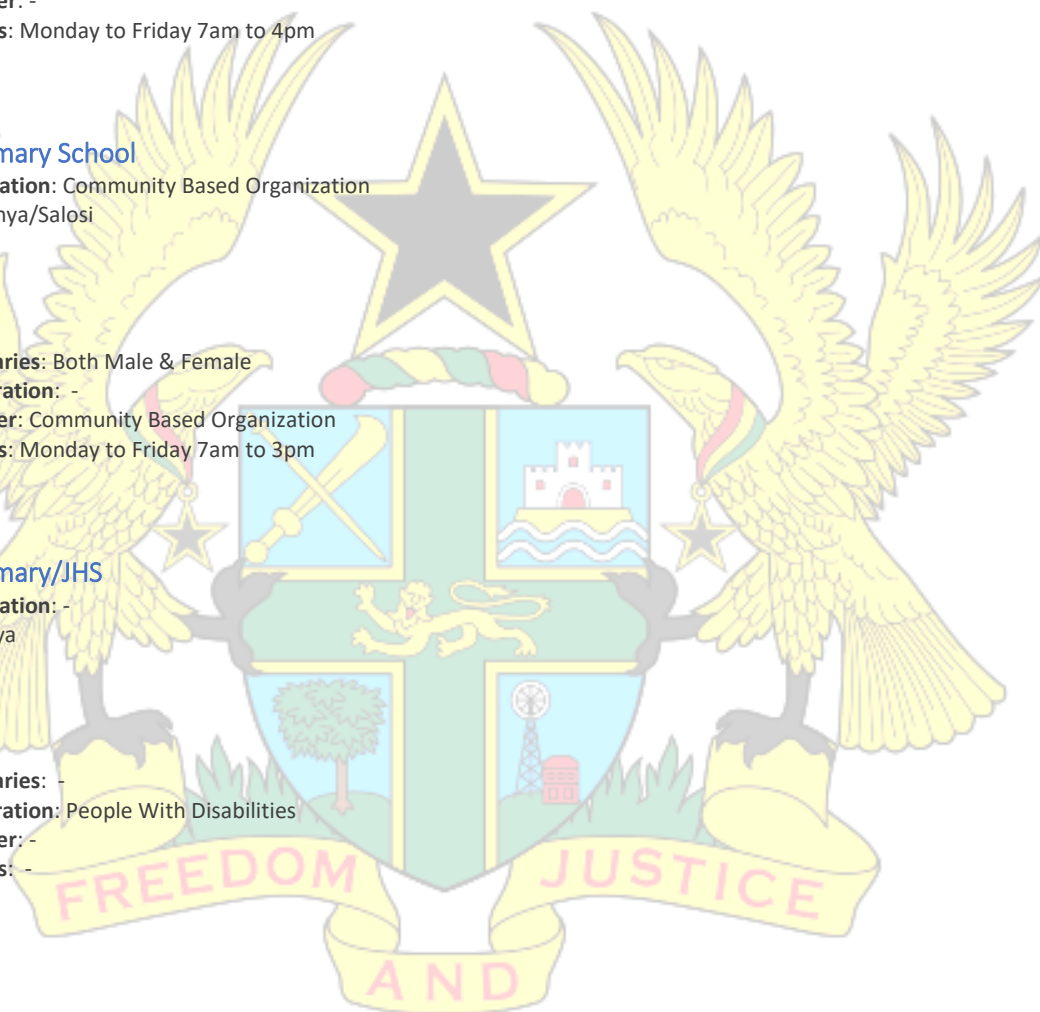 er: -
s: Monday to Friday 7am to 4pm
mary School
ation: Community Based Organization
nya/Salosi
aries: Both Male & Female
ration: -
er: Community Based Organization
s: Monday to Friday 7am to 3pm
mary/JHS
ation: -
ya
aries: -
ration: People With Disabilities
er: -
s: -
FREEDOM AND JUSTICE